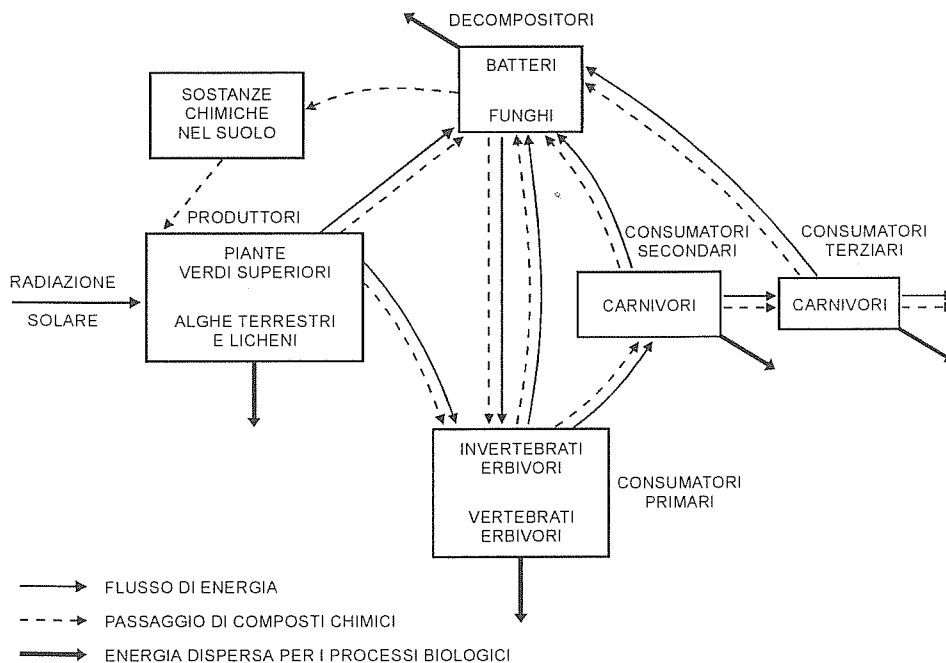 DECOMPOSITORI
BATTERI
FUNGHI
SOSTANZE
CHIMICHE
NEL SUOLO
PRODUTTORI
PIANTE
VERDI SUPERIORI
ALGHE TERRESTRI
E LICHENI
RADIAZIONE
SOLARE
CONSUMATORI
SECONDARI
CARNIVORI
CONSUMATORI
TERZIARI
CARNIVORI
INVERTEBRATI
ERBIVORI
VERTEBRATI
ERBIVORI
CONSUMATORI
PRIMARI
FLUSSO DI ENERGIA
PASSAGGIO DI COMPOSTI CHIMICI
ENERGIA DISPERSA PER I PROCESSI BIOLOGICI